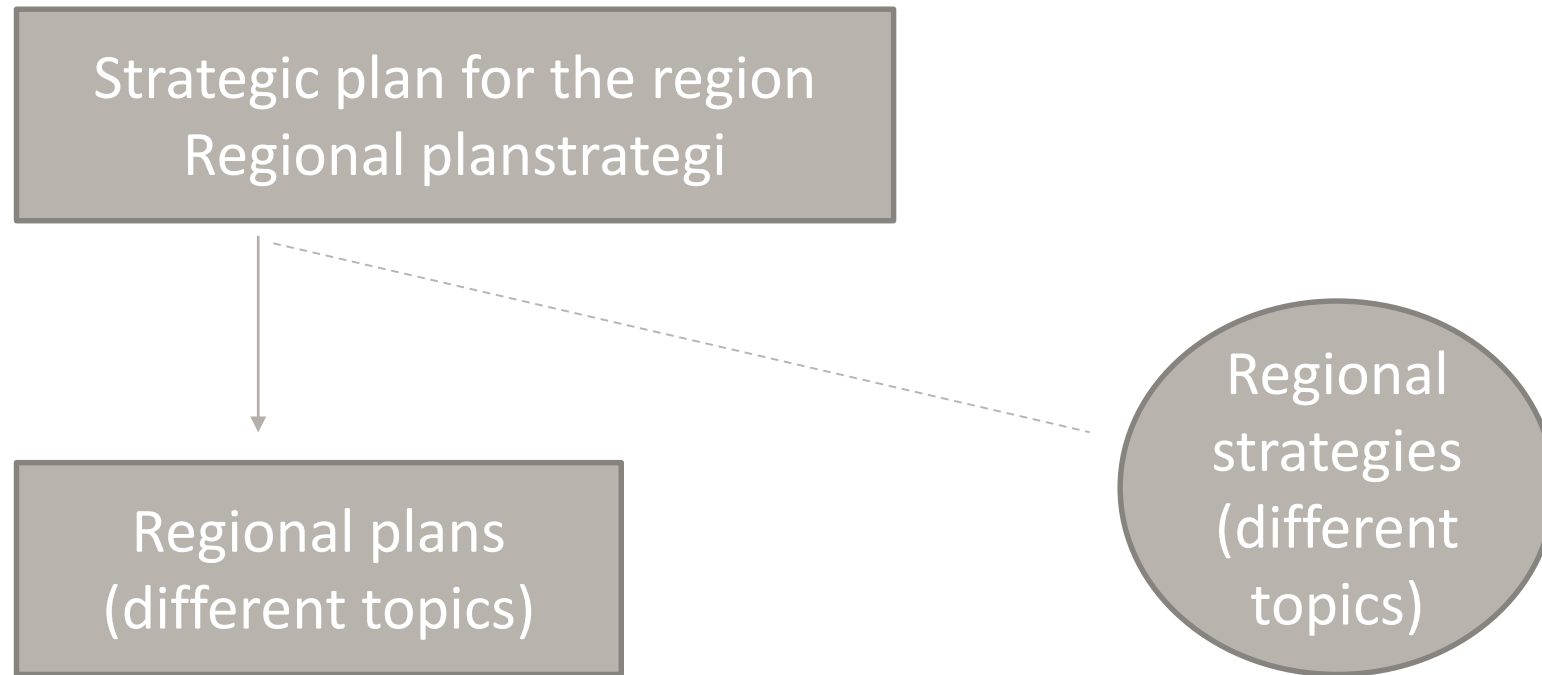 Strategic plan for the region
Regional planstrategi
Regional plans
(different topics)
Regional
strategies
(different
topics)